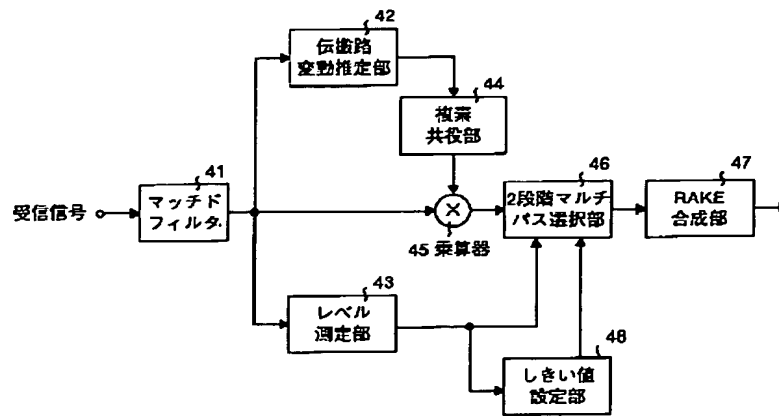 42
伝搬路
変動推定部
44
複素
共役部
41
マッチド
フィルタ
受信信号
×
45 乗算器
46
2段階マルチ
パス選択部
47
RAKE
合成部
43
レベル
測定部
48
しきい値
設定部